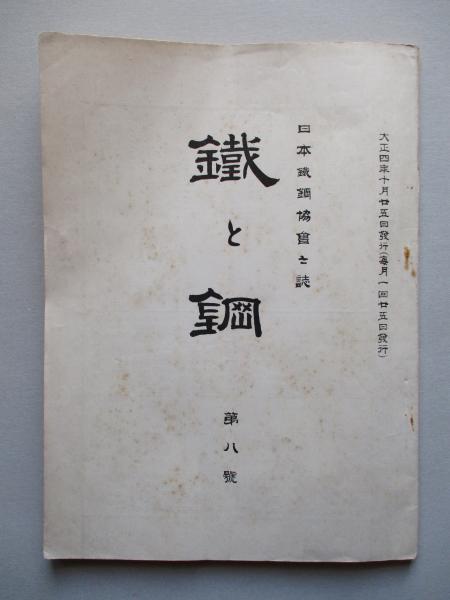 大正四年十月廿五日發行(每月一回廿五日發行)
日本鐵鋼協會々誌
鐵と鋼
第八號